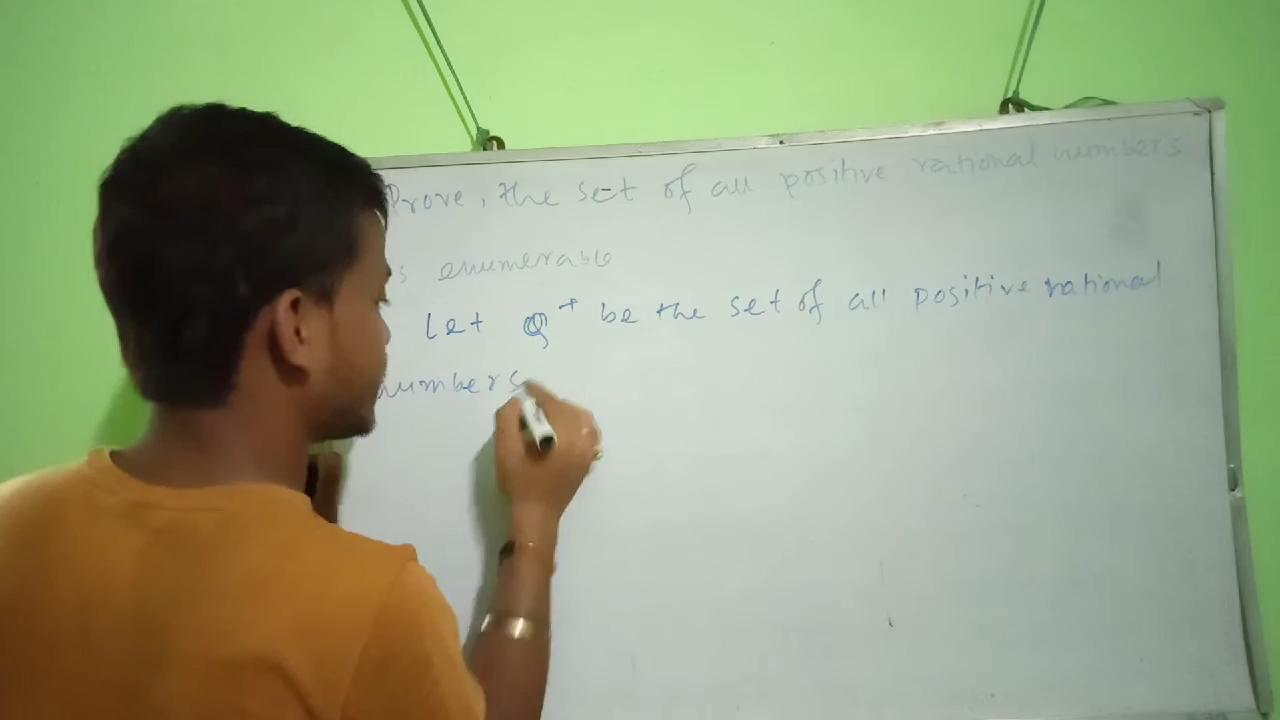 Prove, the set of all positive rational numbers
s enumerable
Let Q+ be the set of all positive rational
numbers